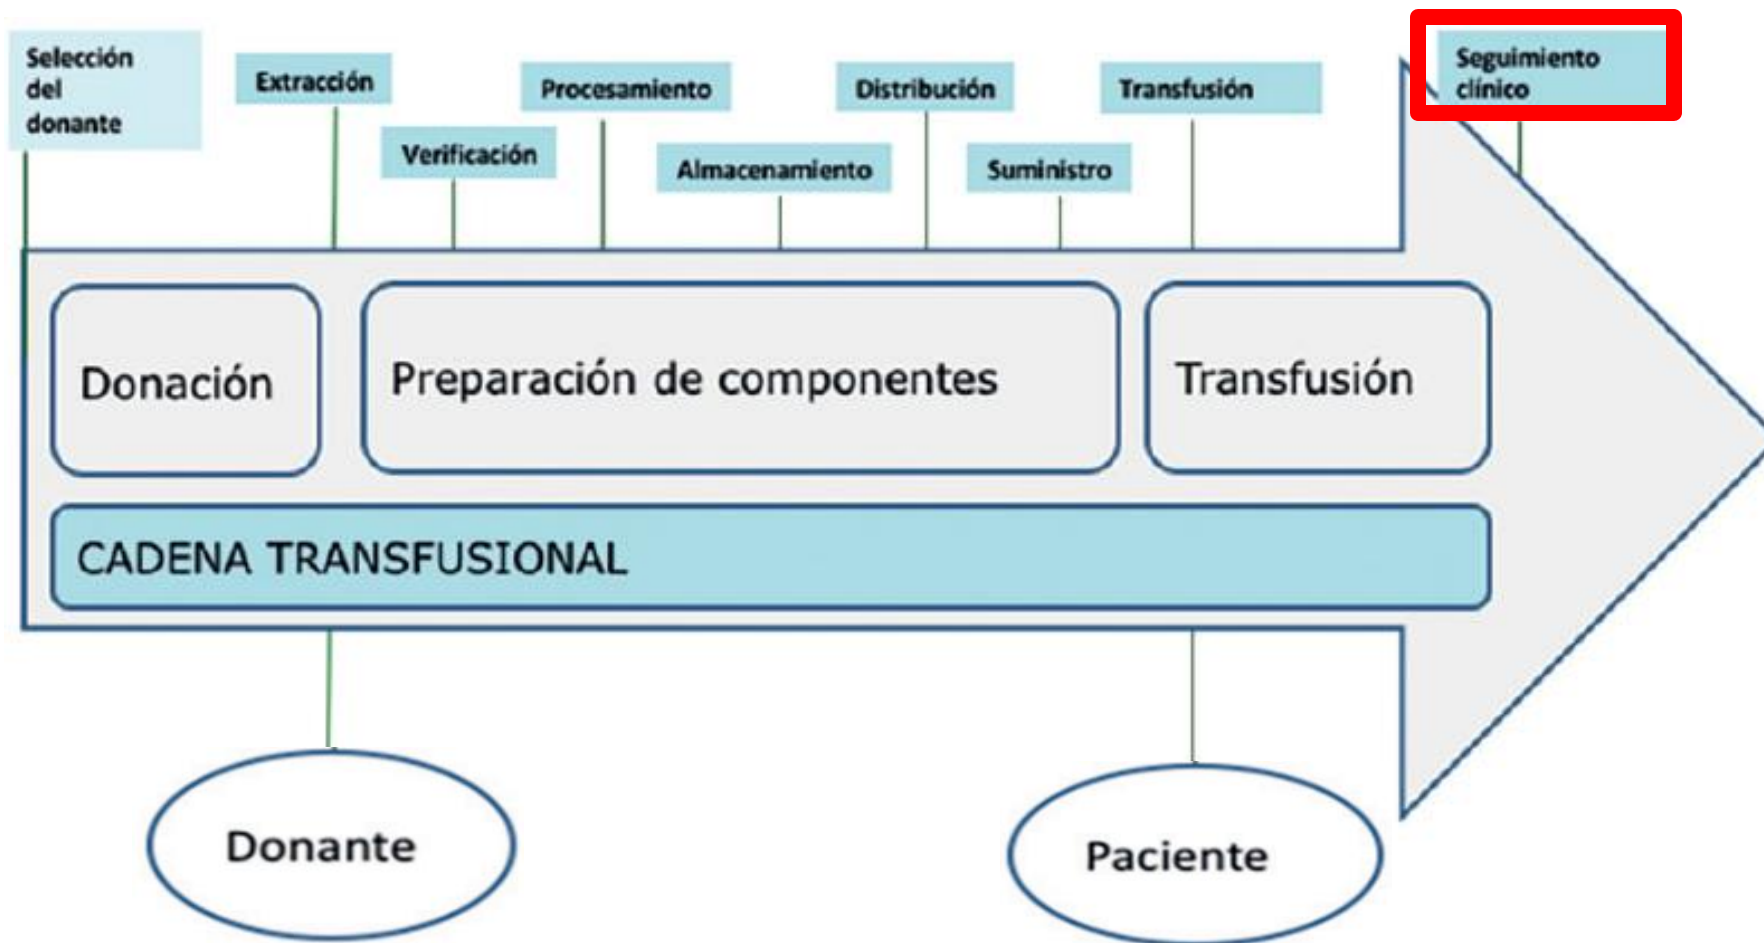 Selección
del
donante
Extracción
Verificación
Procesamiento
Almacenamiento
Distribución
Suministro
Transfusión
Seguimiento
clínico
Donación
Preparación de componentes
Transfusión
CADENA TRANSFUSIONAL
Donante
Paciente